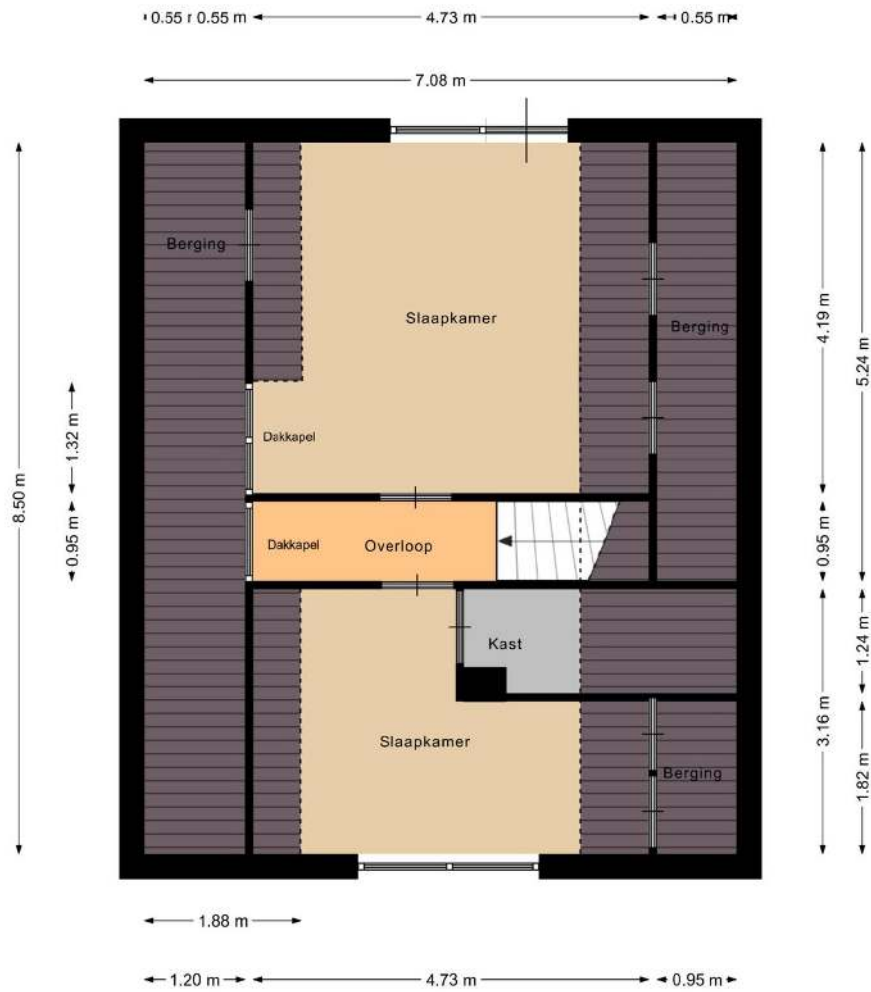 0.55 m 0.55 m 4.73 m 0.55 m
7.08 m
Berging
Slaapkamer
Berging
4.19 m
5.24 m
1.32 m
Dakkapel
8.50 m
0.95 m
Dakkapel
Overloop
0.95 m
Kast
1.24 m
Slaapkamer
3.16 m
Berging
1.82 m
1.88 m
1.20 m 4.73 m 0.95 m